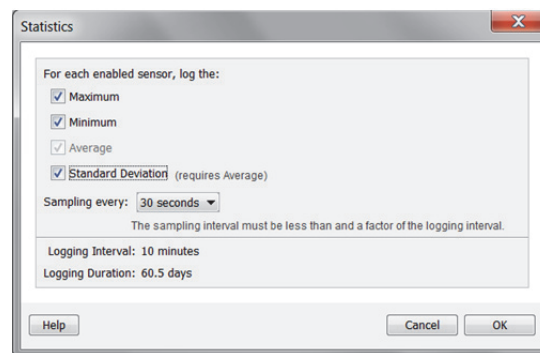 Statistics
For each enabled sensor, log the:
Maximum
Minimum
Average
Standard Deviation (requires Average)
Sampling every: 30 seconds
The sampling interval must be less than and a factor of the logging interval.
Logging Interval: 10 minutes
Logging Duration: 60.5 days
Help Cancel OK